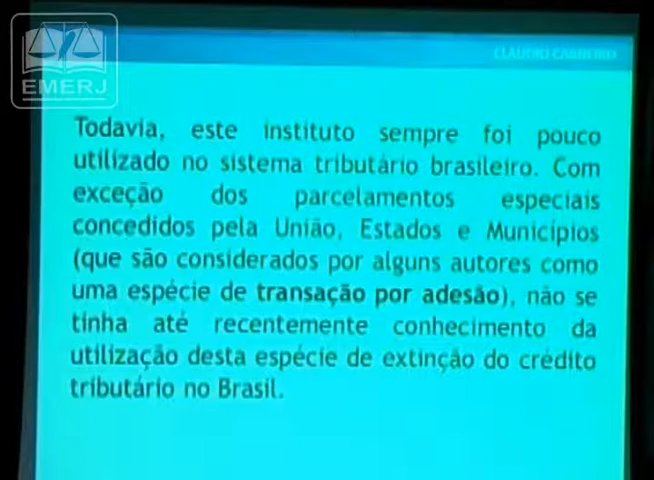 EMERJ
CLÁUDIO CARNEIRO
Todavia, este instituto sempre foi pouco
utilizado no sistema tributário brasileiro. Com
exceção dos parcelamentos especiais
concedidos pela União, Estados e Municípios
(que são considerados por alguns autores como
uma espécie de transação por adesão), não se
tinha até recentemente conhecimento da
utilização desta espécie de extinção do crédito
tributário no Brasil.